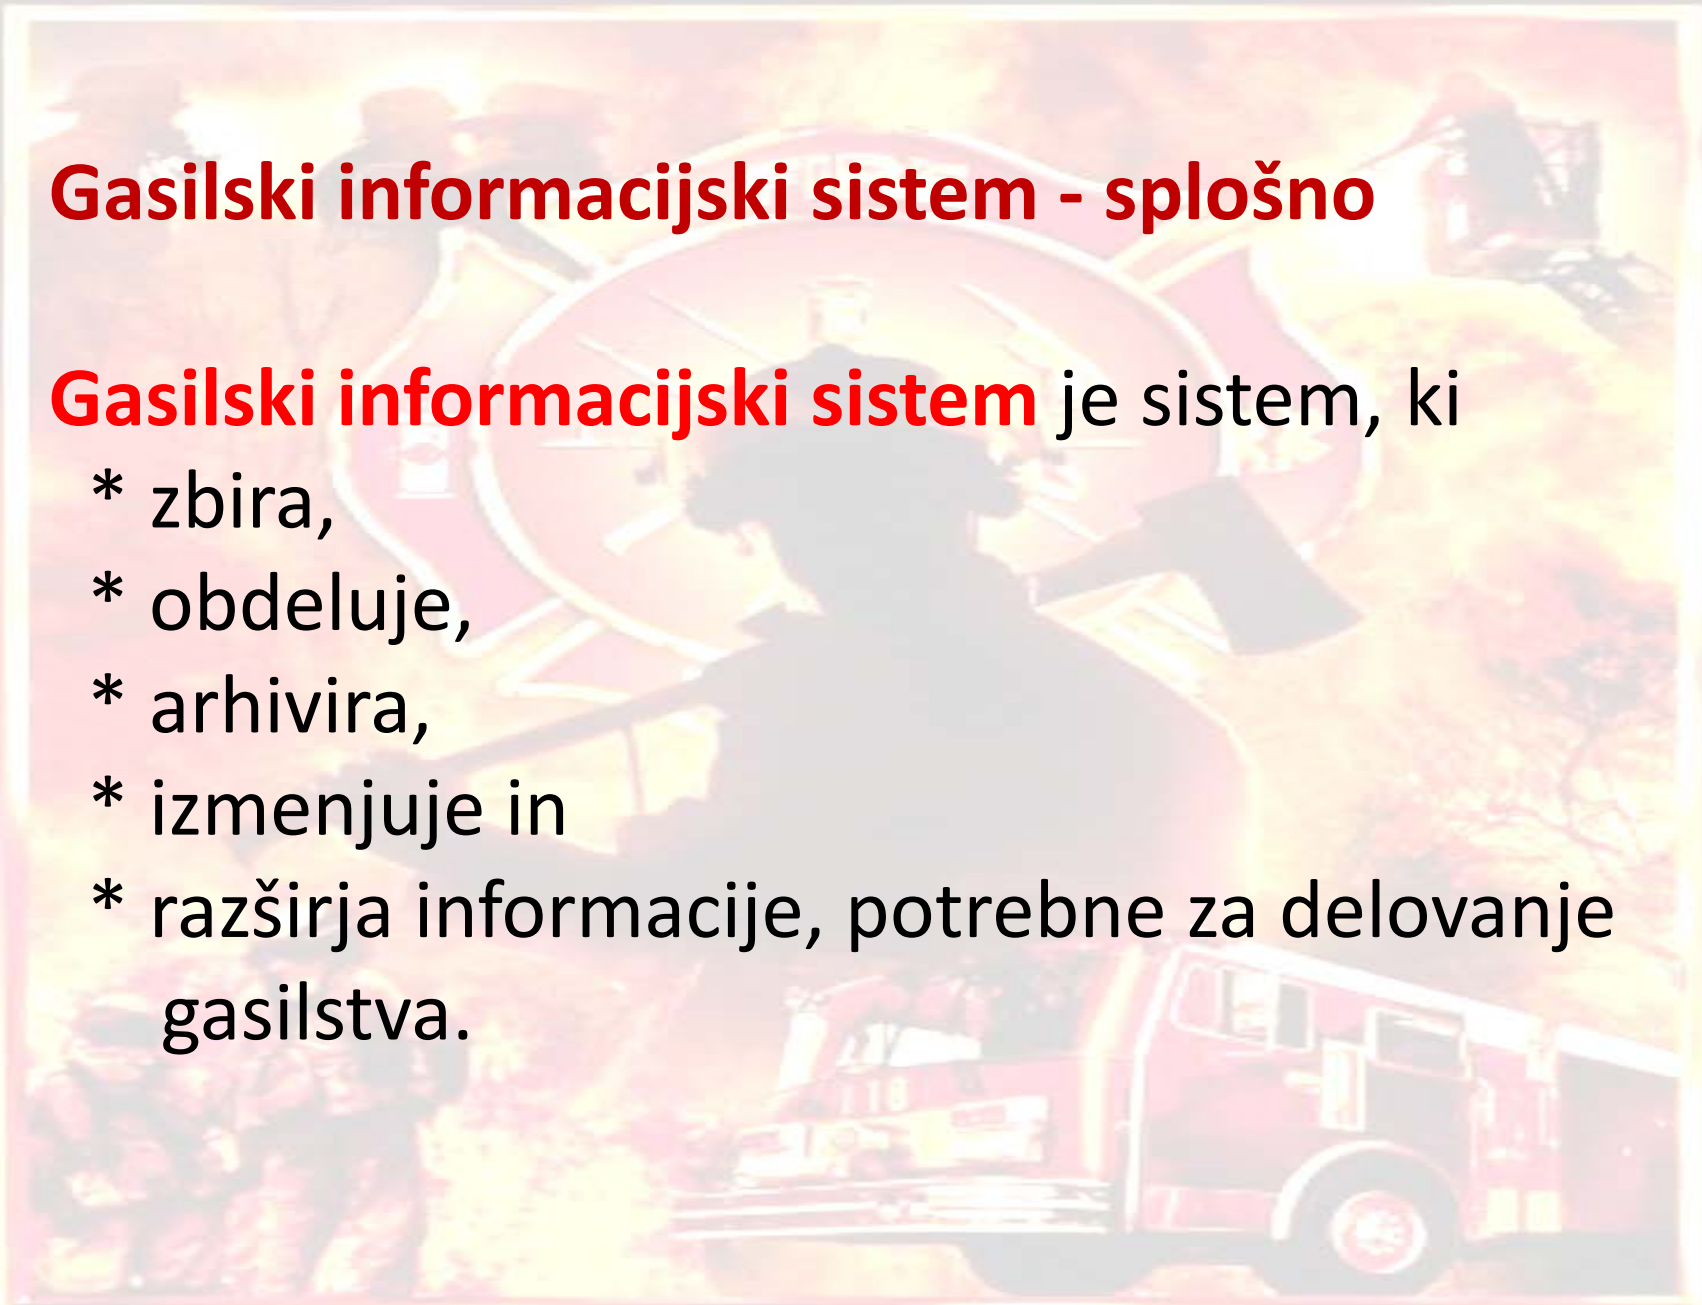 Gasilski informacijski sistem - splošno
Gasilski informacijski sistem je sistem, ki
* zbira,
* obdeluje,
* arhivira,
* izmenjuje in
* razširja informacije, potrebne za delovanje
gasilstva.
118